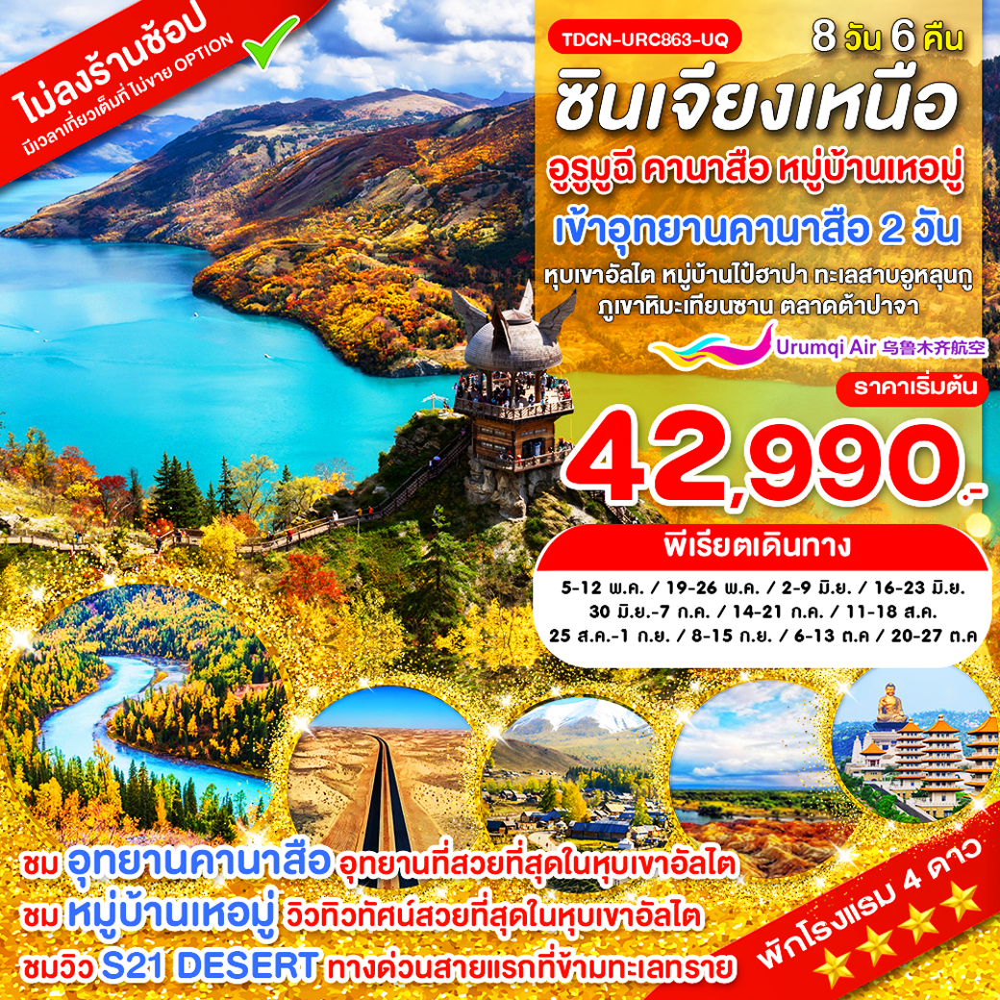 ไม่ลงร้านช้อป
มีเวลาเที่ยวเต็มที่ ไม่ขาย OPTION
TDCN-URC863-UQ
8 วัน 6 คืน
ซินเจียงเหนือ
อูรูมูฉี คานาสือ หมู่บ้านเหอมู่
เข้าอุทยานคานาสือ 2 วัน
หุบเขาอัลไต หมู่บ้านไป๋ฮาปา ทะเลสาบอูหลุนกู
ภูเขาหิมะเทียนซาน ตลาดต้าปาจา
Urumqi Air 乌鲁木齐航空
ราคาเริ่มต้น
42,990.-
พีเรียตเดินทาง
5-12 พ.ค. / 19-26 พ.ค. / 2-9 มิ.ย. / 16-23 มิ.ย.
30 มิ.ย.-7 ก.ค. / 14-21 ก.ค. / 11-18 ส.ค.
25 ส.ค.-1 ก.ย. / 8-15 ก.ย. / 6-13 ต.ค / 20-27 ต.ค
ชม อุทยานคานาสือ อุทยานที่สวยที่สุดในหุบเขาอัลไต
ชม หมู่บ้านเหอมู่ วิวทิวทัศน์สวยที่สุดในหุบเขาอัลไต
ชมวิว S21 DESERT ทางด่วนสายแรกที่ข้ามทะเลทราย
พักโรงแรม 4 ดาว